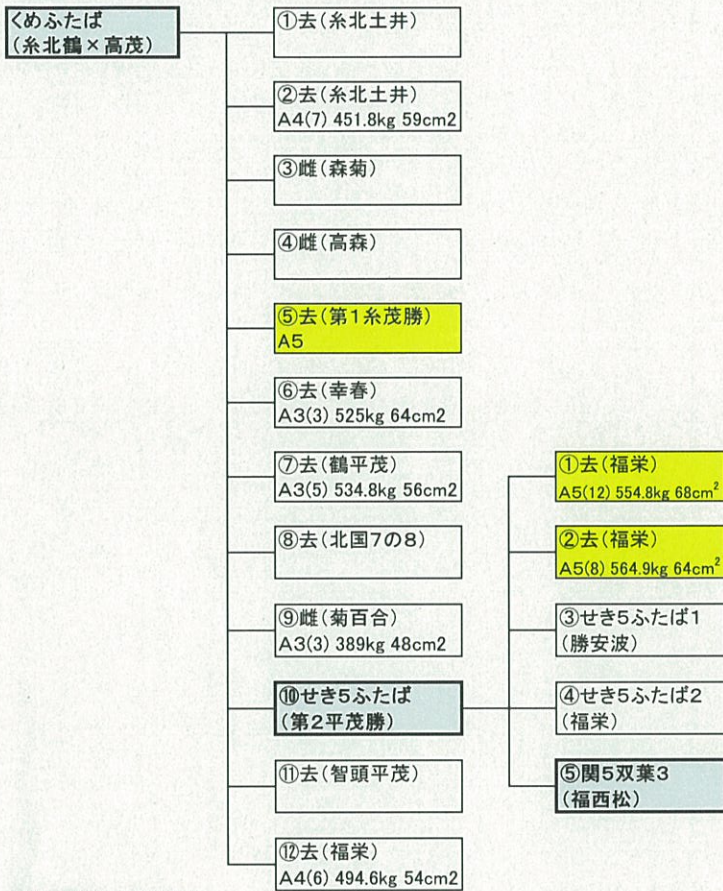 くめふたば
(糸北鶴×高茂)
①去(糸北土井)
②去(糸北土井)
A4(7) 451.8kg 59cm2
③雌(森菊)
④雌(高森)
⑤去(第1糸茂勝)
A5
⑥去(幸春)
A3(3) 525kg 64cm2
⑦去(鶴平茂)
A3(5) 534.8kg 56cm2
⑧去(北国7の8)
⑨雌(菊百合)
A3(3) 389kg 48cm2
⑩せき5ふたば
(第2平茂勝)
⑪去(智頭平茂)
⑫去(福栄)
A4(6) 494.6kg 54cm2
①去(福栄)
A5(12) 554.8kg 68cm²
②去(福栄)
A5(8) 564.9kg 64cm²
③せき5ふたば1
(勝安波)
④せき5ふたば2
(福栄)
⑤関5双葉3
(福西松)